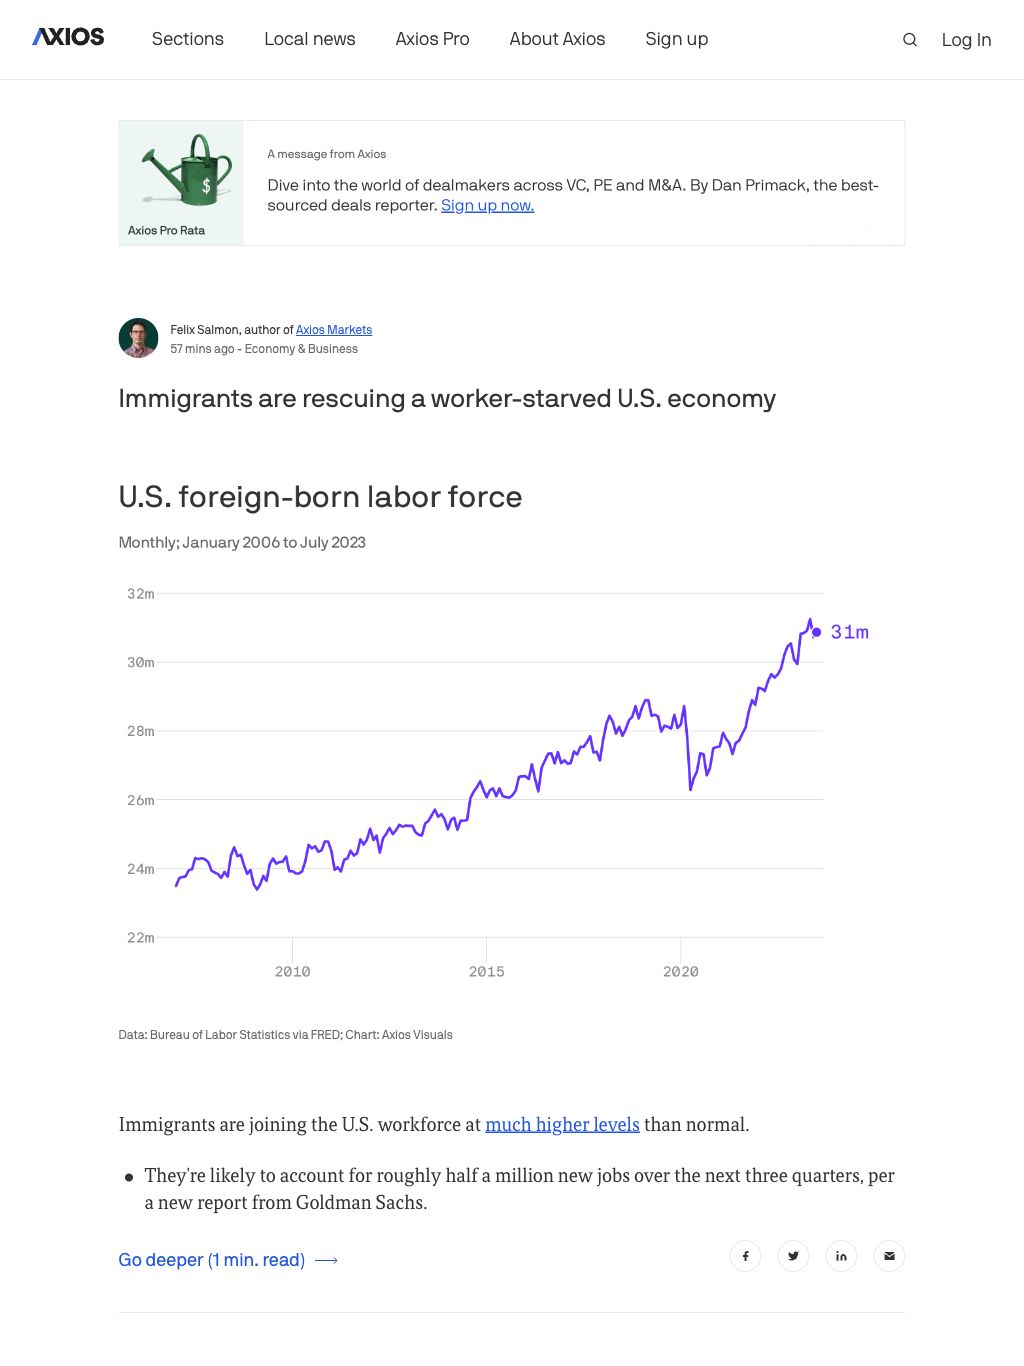 AXIOS
Sections
Local news
Axios Pro
About Axios
Sign up
Log In
A message from Axios
Dive into the world of dealmakers across VC, PE and M&A. By Dan Primack, the best-
sourced deals reporter. Sign up now.
$
Axios Pro Rata
Felix Salmon, author of Axios Markets
57 mins ago - Economy & Business
Immigrants are rescuing a worker-starved U.S. economy
U.S. foreign-born labor force
Monthly; January 2006 to July 2023
32m
31m
30m
28m
26m
24m
22m
2010
2015
2020
Data: Bureau of Labor Statistics via FRED; Chart: Axios Visuals
Immigrants are joining the U.S. workforce at much higher levels than normal.
They're likely to account for roughly half a million new jobs over the next three quarters, per
a new report from Goldman Sachs.
Go deeper (1 min. read)